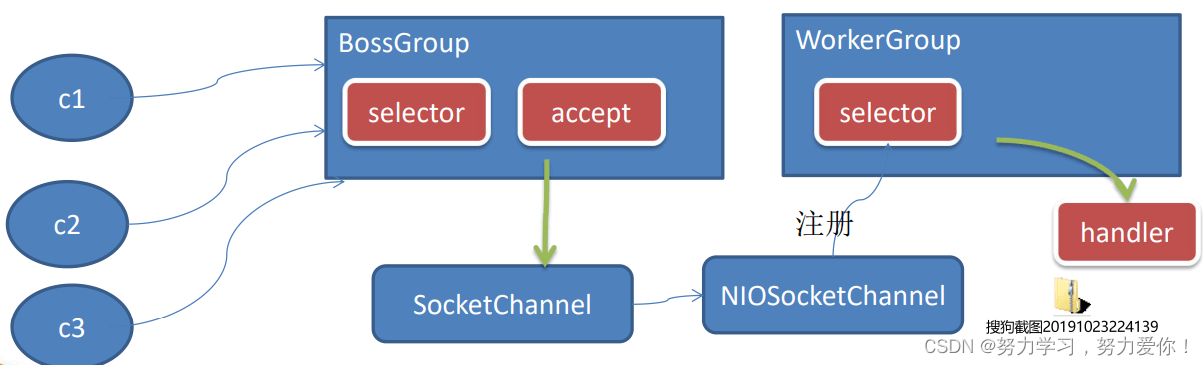 BossGroup
WorkerGroup
c1
selector
accept
selector
c2
注册
handler
SocketChannel
NIOSocketChannel
c3
搜狗截图20191023224139
CSDN @努力学习，努力爱你！